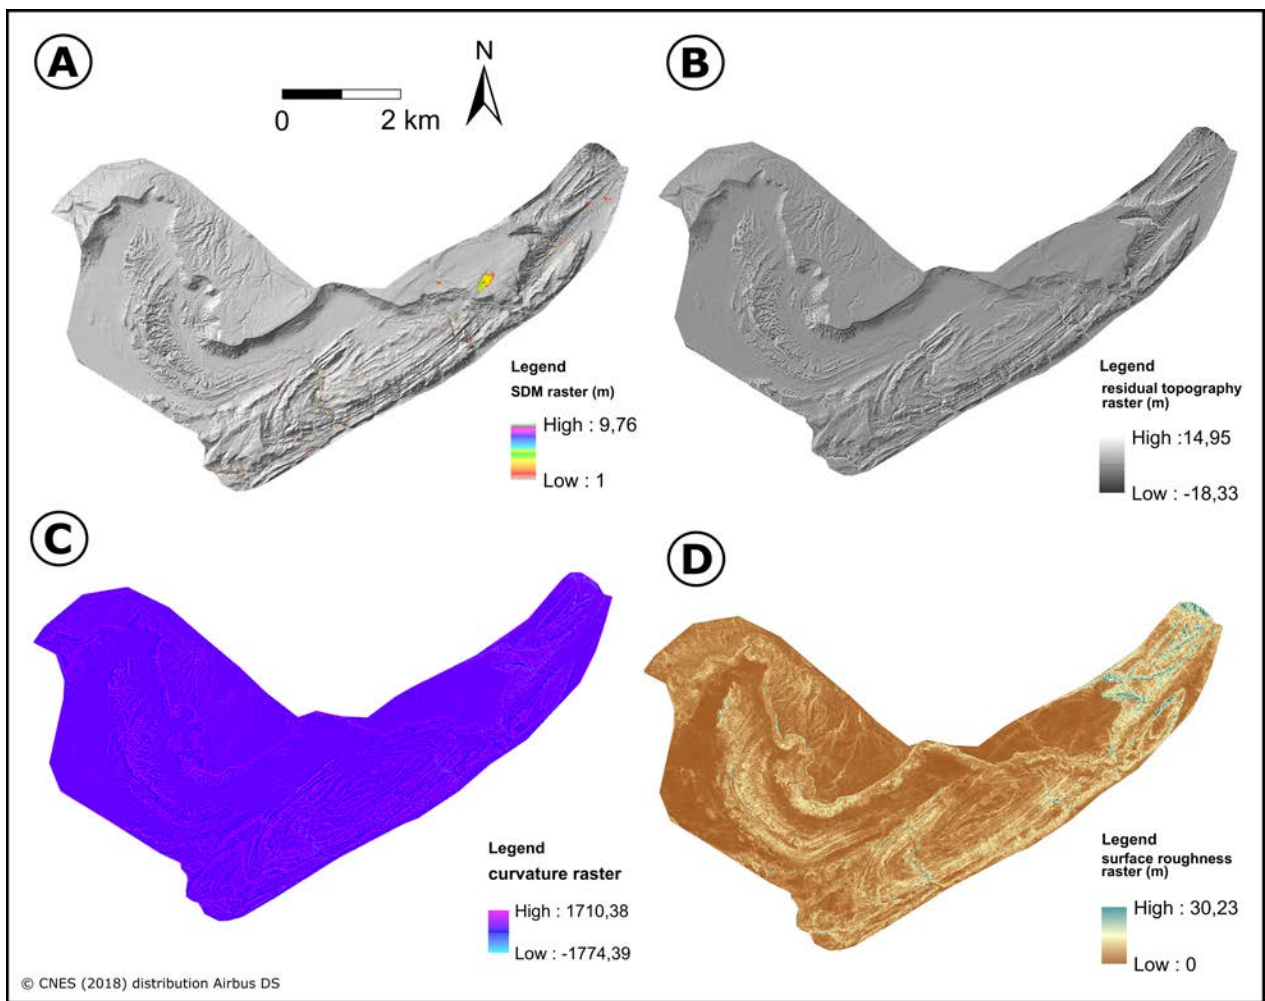 A
B
N
0 2 km
Legend
SDM raster (m)
High : 9,76
Low : 1
Legend
residual topography
raster (m)
High :14,95
Low : -18,33
C
D
Legend
curvature raster
High : 1710,38
Low : -1774,39
Legend
surface roughness
raster (m)
High : 30,23
Low : 0
© CNES (2018) distribution Airbus DS